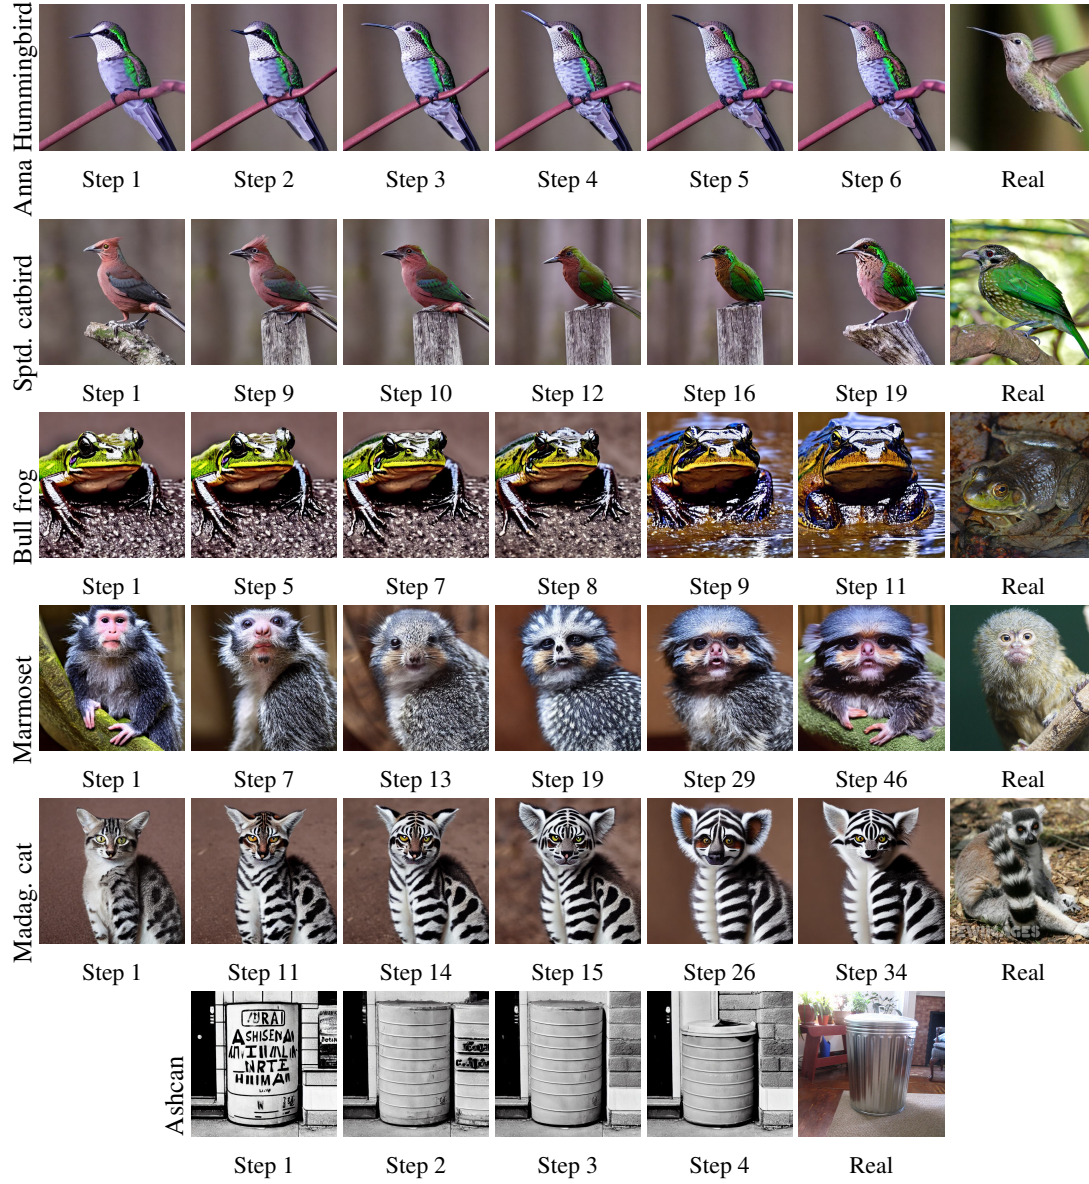 Anna Hummingbird
Step 1 Step 2 Step 3 Step 4 Step 5 Step 6 Real
Sptd. catbird
Step 1 Step 9 Step 10 Step 12 Step 16 Step 19 Real
Bull frog
Step 1 Step 5 Step 7 Step 8 Step 9 Step 11 Real
Marmoset
Step 1 Step 7 Step 13 Step 19 Step 29 Step 46 Real
Madag. cat
Step 1 Step 11 Step 14 Step 15 Step 26 Step 34 Real
Ashcan
Step 1 Step 2 Step 3 Step 4 Real